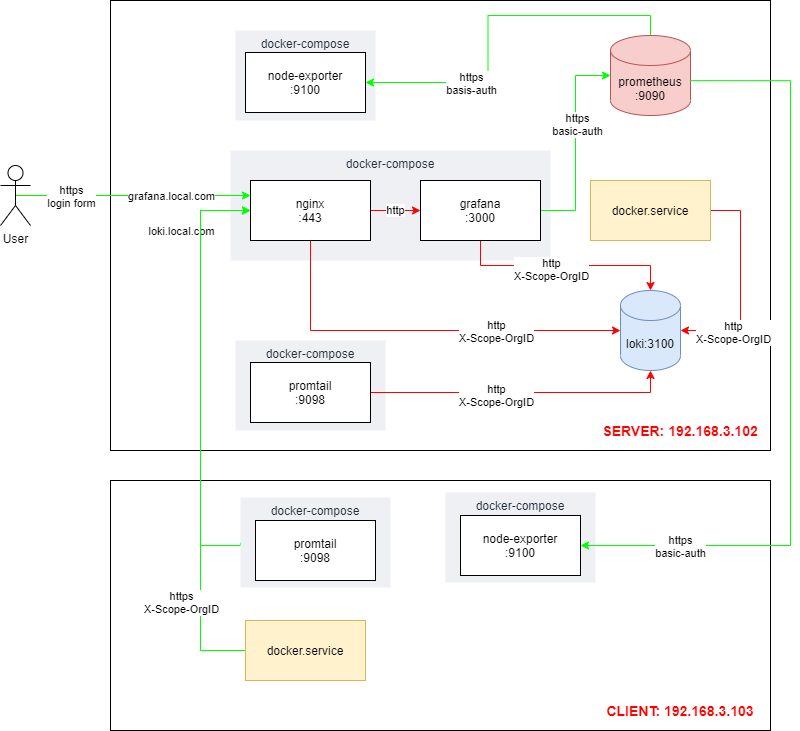 docker-compose
node-exporter
:9100
https
basis-auth
prometheus
:9090
https
basic-auth
docker-compose
https
login form
User
grafana.local.com
loki.local.com
nginx
:443
http
grafana
:3000
docker.service
http
X-Scope-OrgID
http
X-Scope-OrgID
http
X-Scope-OrgID
loki:3100
docker-compose
promtail
:9098
http
X-Scope-OrgID
SERVER: 192.168.3.102
docker-compose
promtail
:9098
docker-compose
node-exporter
:9100
https
basic-auth
https
X-Scope-OrgID
docker.service
CLIENT: 192.168.3.103